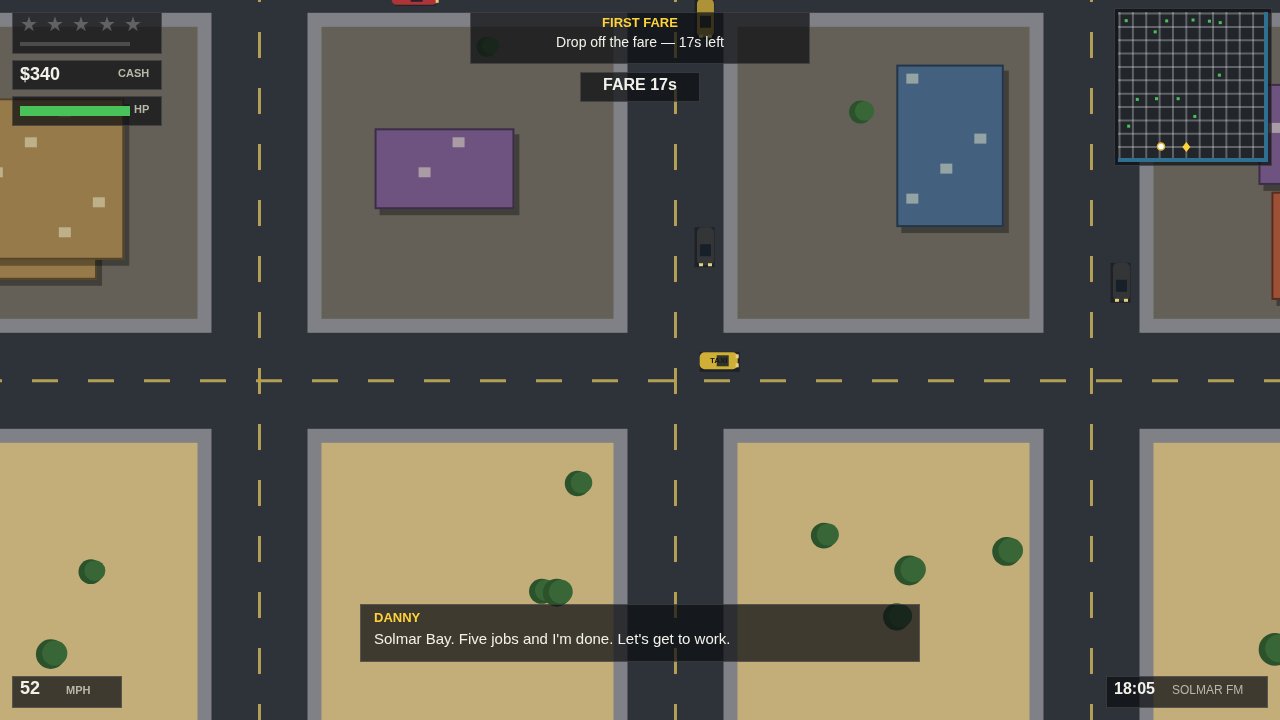 FIRST FARE
Drop off the fare — 17s left
FARE 17s
$340 CASH
HP
TAXI
DANNY
Solmar Bay. Five jobs and I'm done. Let's get to work.
52 MPH
18:05 SOLMAR FM